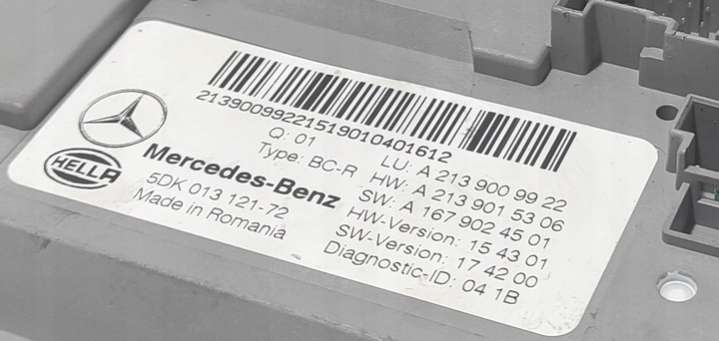 21390099221519010401612
Q: 01
Type: BC-R
LU: A 213 900 99 22
HW: A 213 901 53 06
SW: A 167 902 45 01
HW-Version: 15 43 01
SW-Version: 17 42 00
Diagnostic-ID: 04 1B
HELLA
Mercedes-Benz
5DK 013 121-72
Made in Romania